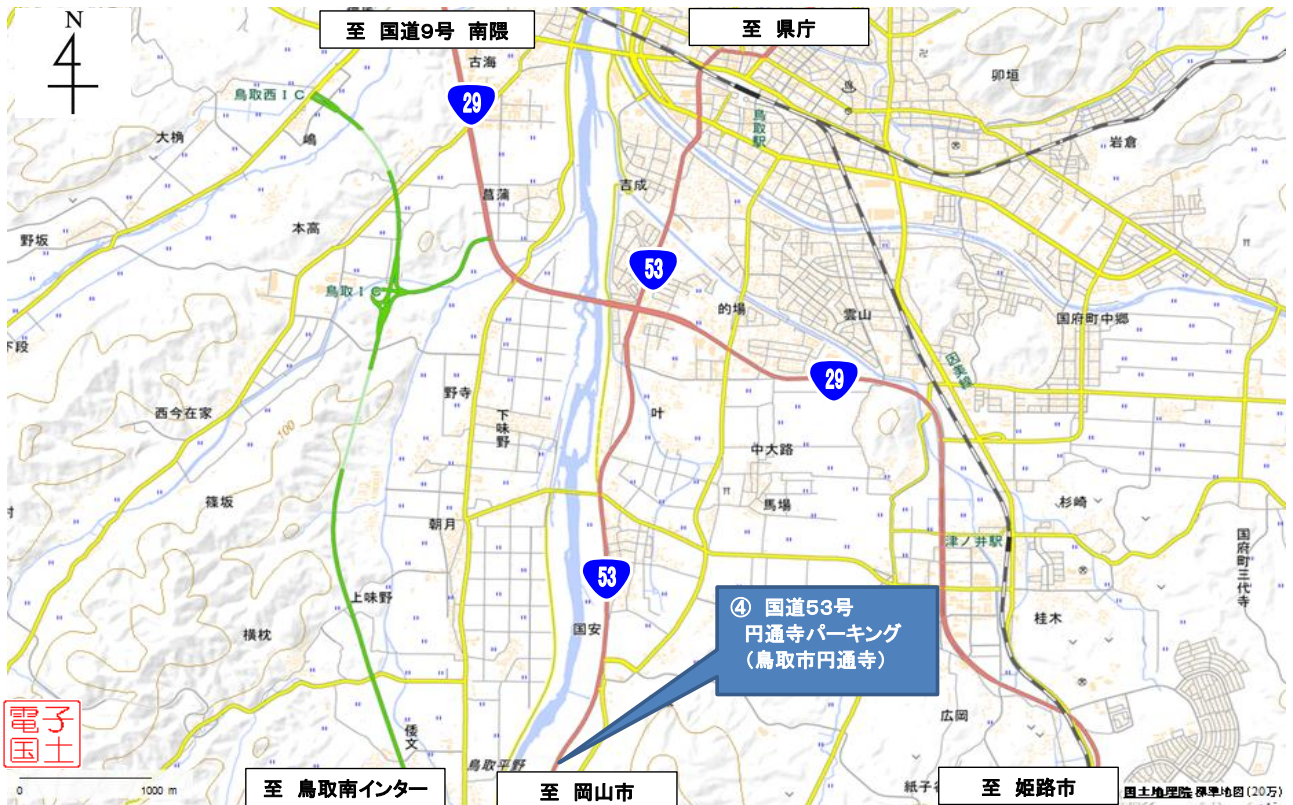 N
至 国道9号 南隈
至 県庁
古海
卯垣
鳥取西IC
29
大桷
嶋
鳥取駅
岩倉
菖蒲
吉成
本高
野坂
53
鳥取IC
的場
雲山
国府町中郷
下段
因美線
29
野寺
下味野
叶
西今在家
100
中大路
篠坂
馬場
杉崎
朝月
津ノ井駅
国府町三代寺
53
上味野
④ 国道53号
円通寺パーキング
(鳥取市円通寺)
横枕
国安
桂木
電子
国土
広岡
倭文
鳥取平野
0 1000 m
至 鳥取南インター
至 岡山市
紙子
至 姫路市
国土地理院 標準地図(20万)